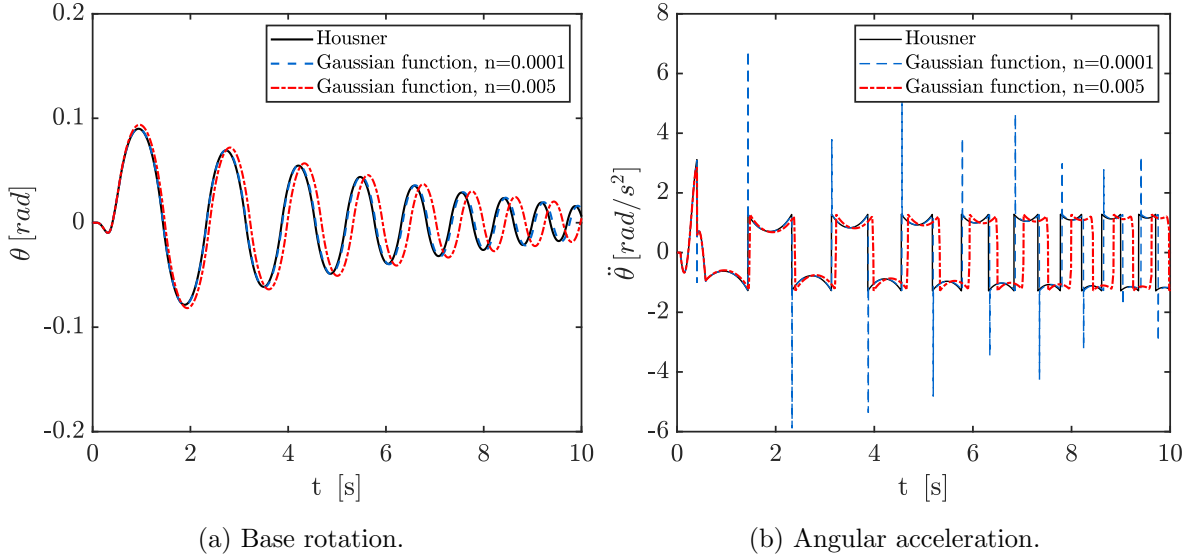 0.2
0.1
0
-0.1
-0.2
θ [rad]
0 2 4 6 8 10
t [s]
Housner
Gaussian function, n=0.0001
Gaussian function, n=0.005
(a) Base rotation.
8
6
4
2
0
-2
-4
-6
θ̈ [rad/s²]
0 2 4 6 8 10
t [s]
Housner
Gaussian function, n=0.0001
Gaussian function, n=0.005
(b) Angular acceleration.